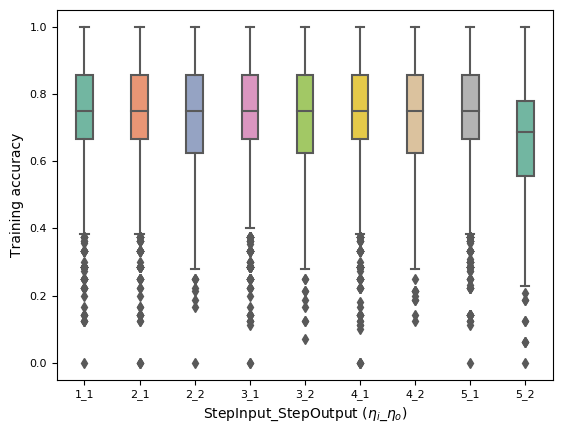 1.0
0.8
0.6
0.4
0.2
0.0
Training accuracy
1_1 2_1 2_2 3_1 3_2 4_1 4_2 5_1 5_2
StepInput_StepOutput (ηi_ηo)